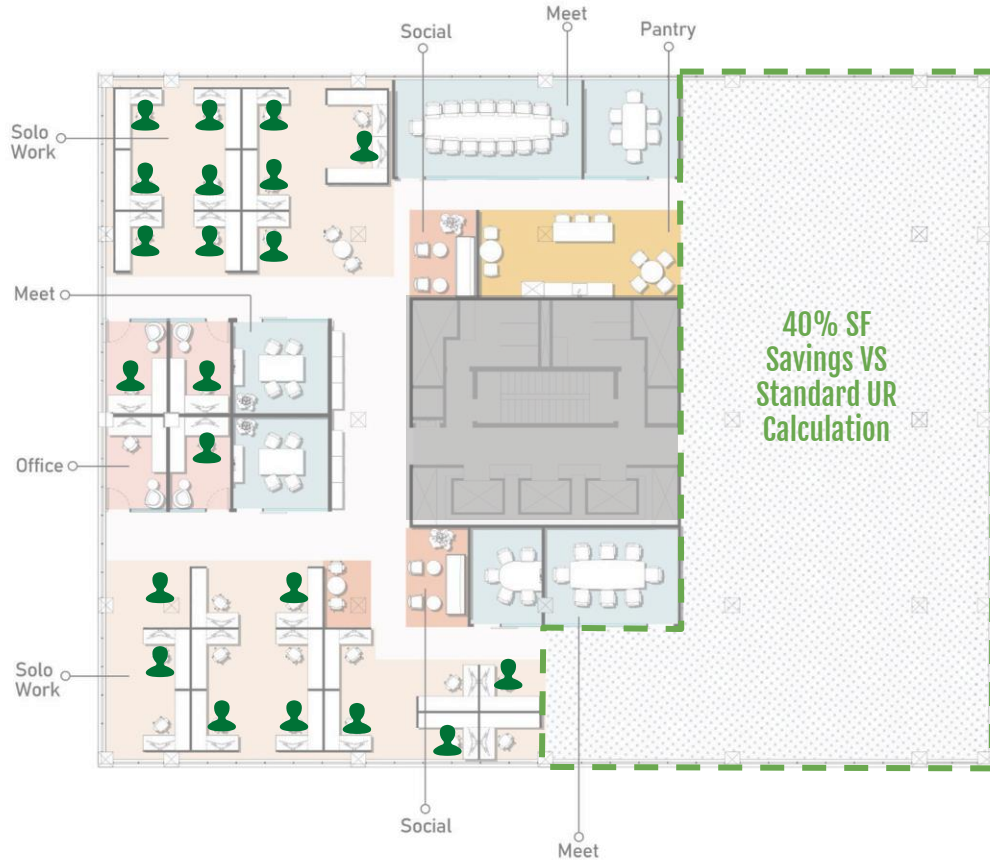 Meet
Social
Pantry
Solo
Work
Meet
40% SF
Savings VS
Standard UR
Calculation
Office
Solo
Work
Social
Meet